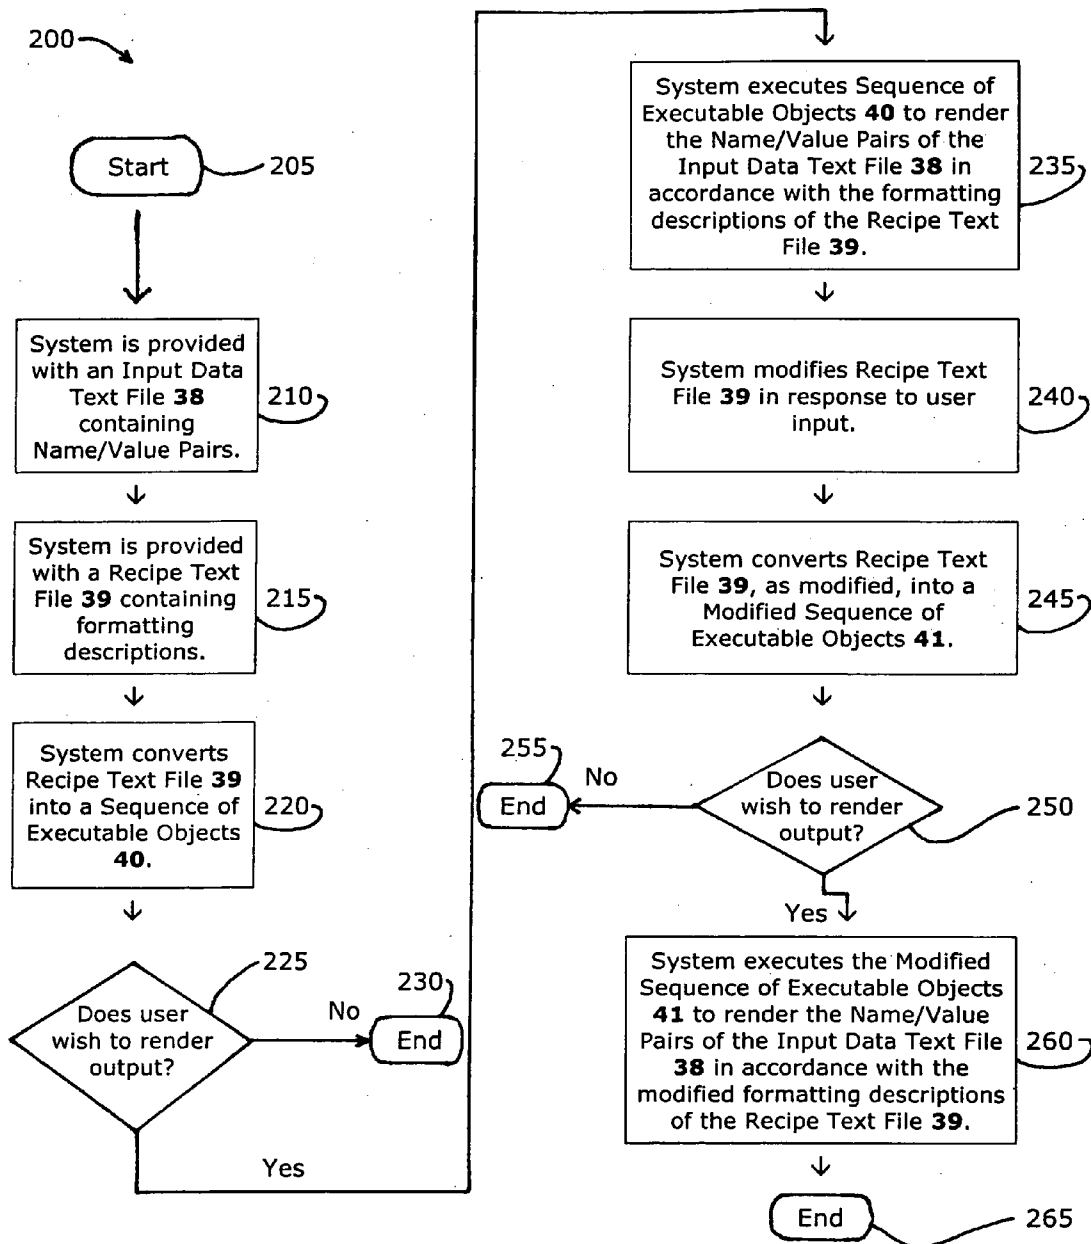 200
Start
205
System is provided
with an Input Data
Text File 38
containing
Name/Value Pairs.
210
System is provided
with a Recipe Text
File 39 containing
formatting
descriptions.
215
System converts
Recipe Text File 39
into a Sequence of
Executable Objects
40.
220
Does user
wish to render
output?
225
No
230
End
Yes
System executes Sequence of
Executable Objects 40 to render
the Name/Value Pairs of the
Input Data Text File 38 in
accordance with the formatting
descriptions of the Recipe Text
File 39.
235
System modifies Recipe Text
File 39 in response to user
input.
240
System converts Recipe Text
File 39, as modified, into a
Modified Sequence of
Executable Objects 41.
245
Does user
wish to render
output?
250
No
255
End
Yes
System executes the Modified
Sequence of Executable Objects
41 to render the Name/Value
Pairs of the Input Data Text File
38 in accordance with the
modified formatting descriptions
of the Recipe Text File 39.
260
End
265